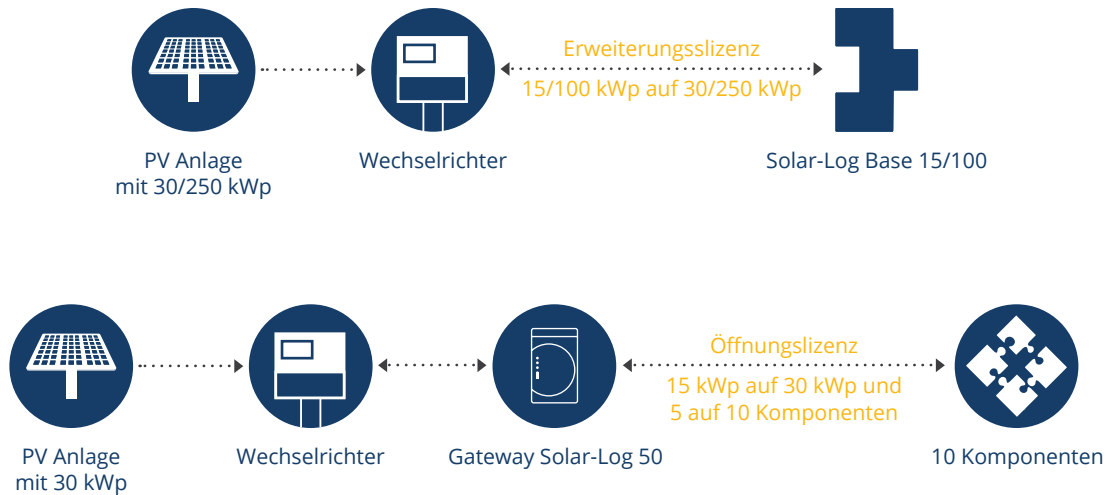 Erweiterungsslizenz
15/100 kWp auf 30/250 kWp
PV Anlage
mit 30/250 kWp
Wechselrichter
Solar-Log Base 15/100
Öffnungslizenz
15 kWp auf 30 kWp und
5 auf 10 Komponenten
PV Anlage
mit 30 kWp
Wechselrichter
Gateway Solar-Log 50
10 Komponenten